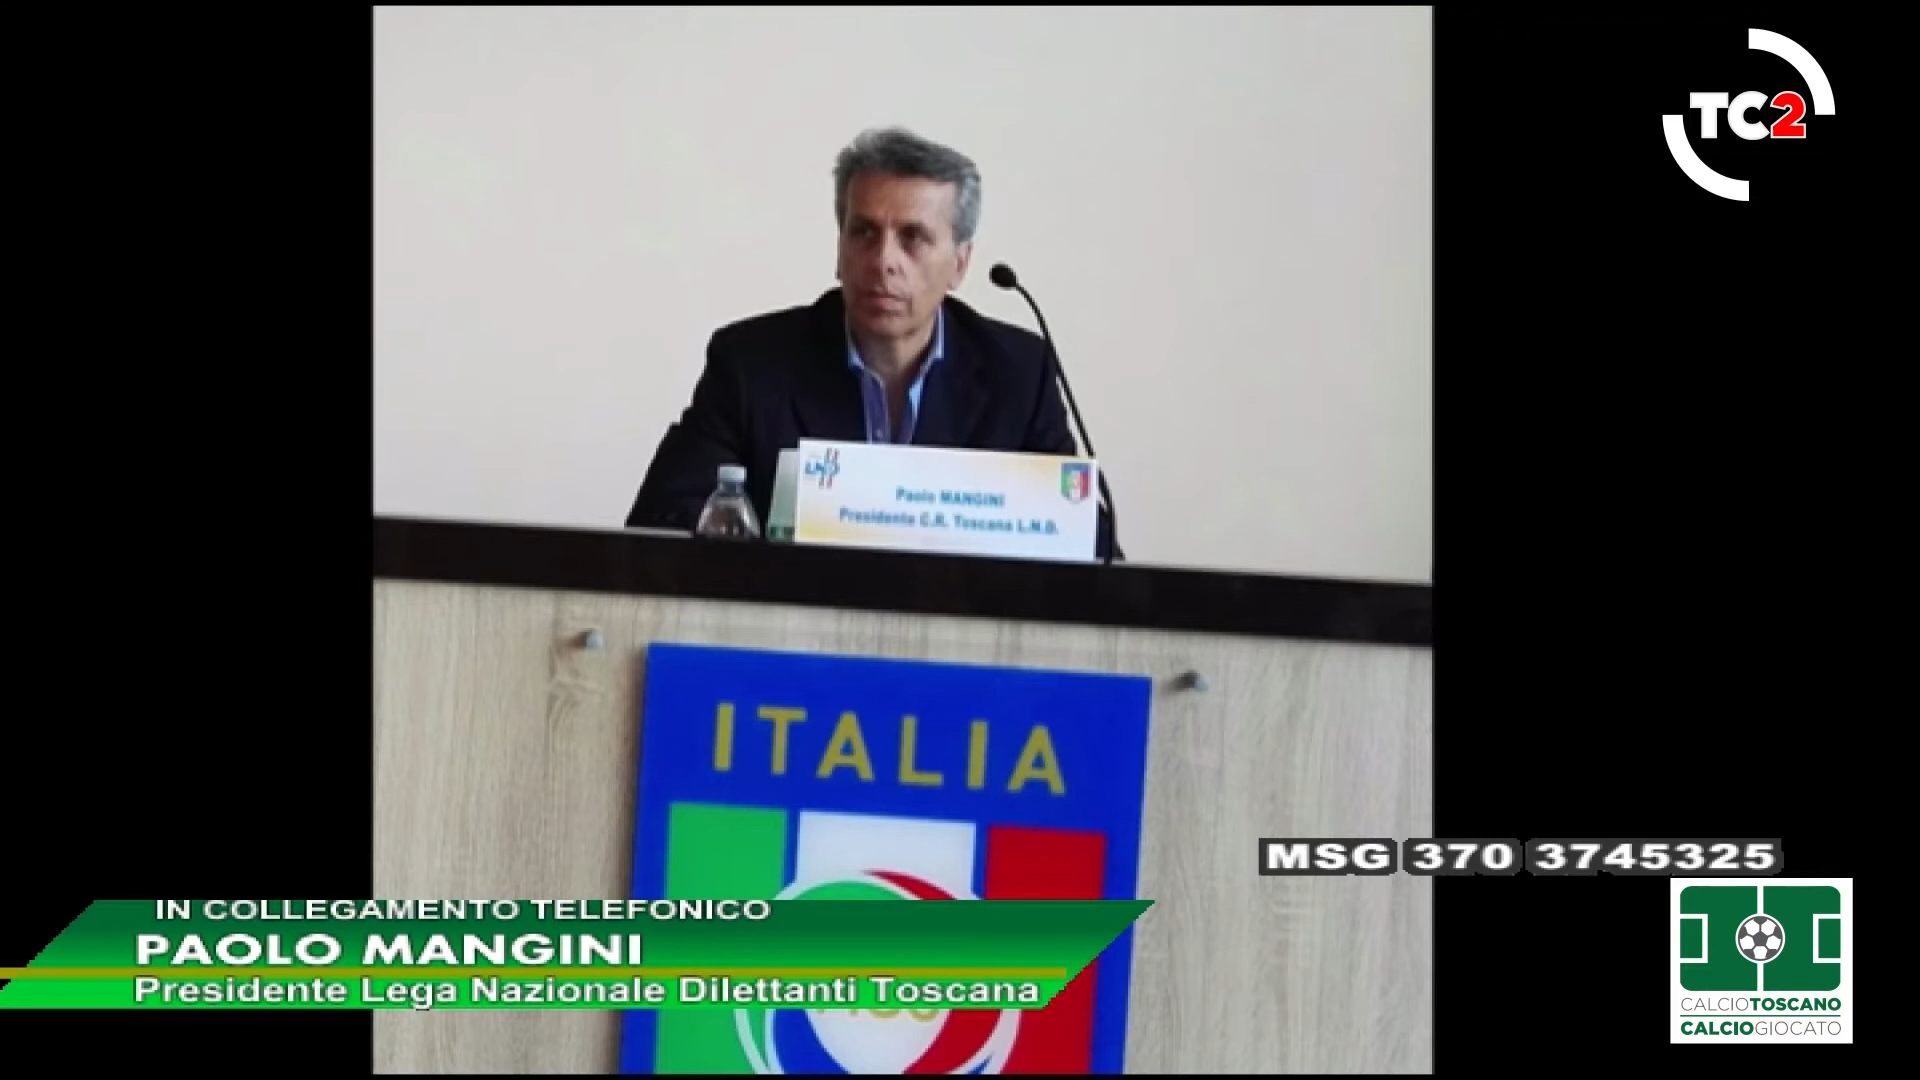 TC2
LND
Paolo MANGINI
Presidente C.R. Toscana L.N.D.
ITALIA
MSG 370 3745325
IN COLLEGAMENTO TELEFONICO
PAOLO MANGINI
Presidente Lega Nazionale Dilettanti Toscana
CALCIOTOSCANO
CALCIOGIOCATO